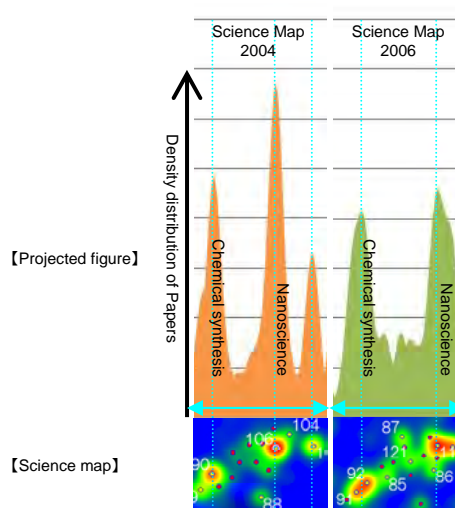 Science Map
2004
Science Map
2006
Density distribution of Papers
Chemical synthesis
Nanoscience
Chemical synthesis
Nanoscience
【Projected figure】
【Science map】
104
106
90
88
87
121
92
85
86